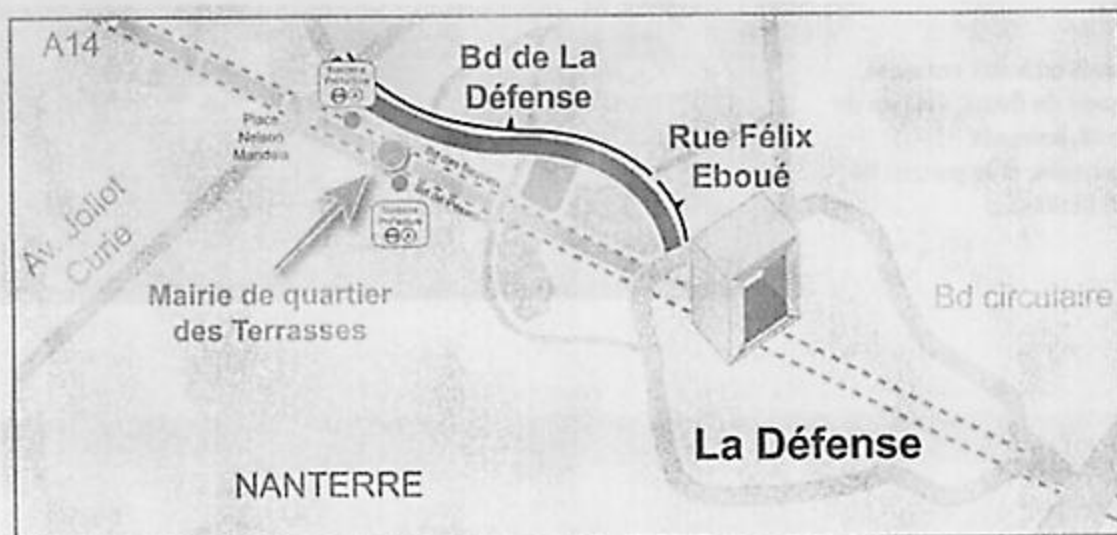 A14
Bd de La
Défense
Rue Félix
Eboué
Place
Nelson
Mandela
Av. Joliot
Curie
Mairie de quartier
des Terrasses
Bd circulaire
La Défense
NANTERRE